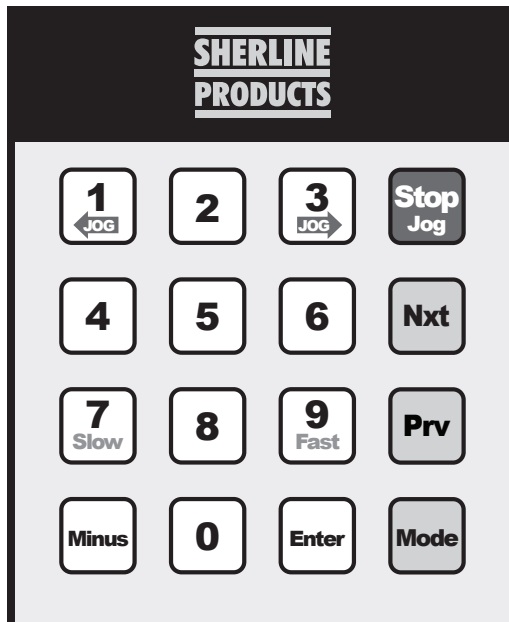 SHERLINE
PRODUCTS
1 2 3 Stop
JOG JOG Jog
4 5 6 Nxt
7 8 9 Prv
Slow Fast
Minus 0 Enter Mode